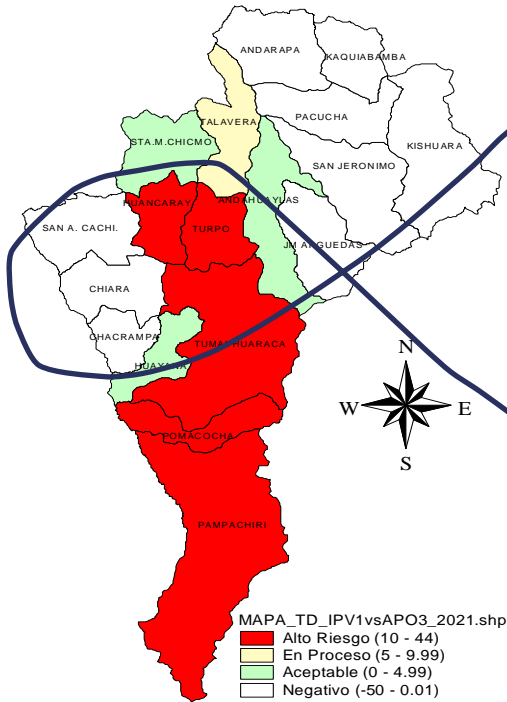 ANDARAPA
KAQUIABAMBA
TALAVERA
PACUCHA
STA.M.CHICMO
KISHUARA
SAN JERONIMO
HUANCARAY
ANDAHUAYLAS
SAN A. CACHI.
TURPO
JM ARGUEDAS
CHIARA
CHACRAMPA
TUMAYHUARACA
HUAYANA
N
W
E
S
POMACOCHA
PAMPACHIRI
MAPA_TD_IPV1vsAPO3_2021.shp
Alto Riesgo (10 - 44)
En Proceso (5 - 9.99)
Aceptable (0 - 4.99)
Negativo (-50 - 0.01)